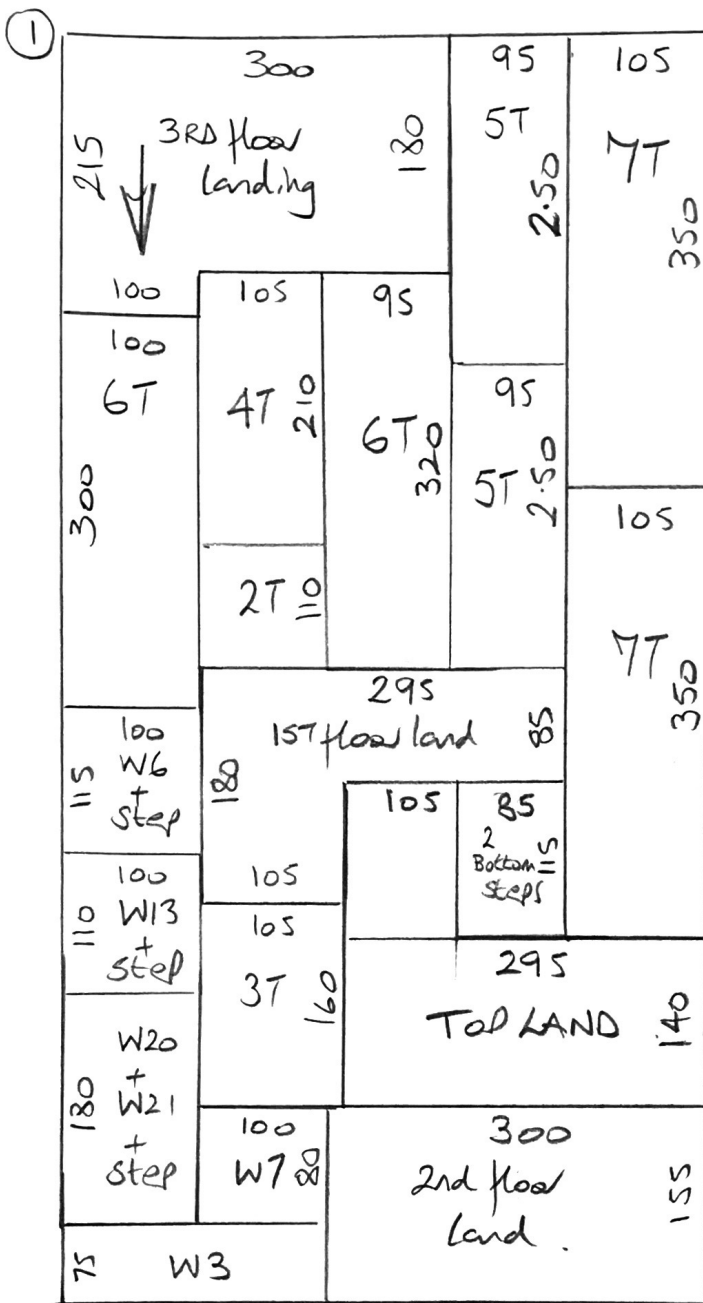 1
300
95
105
215
3RD floor
landing
180
5T
2.50
7T
350
100
105
95
100
6T
300
4T
210
6T
320
95
5T
2.50
105
2T
110
7T
350
295
1ST floor land
85
180
105
100
W6
+
step
115
105
85
2
Bottom
steps
115
100
W13
+
step
110
105
3T
160
295
TOP LAND
140
W20
+
W21
+
step
180
100
W7
80
300
2nd floor
land.
155
75
W3